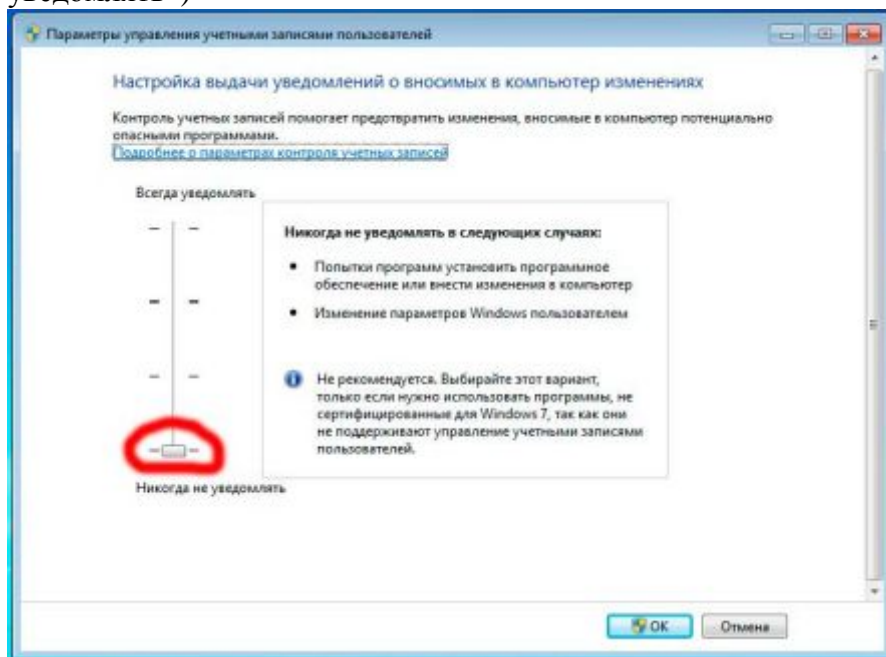 уведомлять")
Параметры управления учетными записями пользователей
Настройка выдачи уведомлений о вносимых в компьютер изменениях
Контроль учетных записей помогает предотвратить изменения, вносимые в компьютер потенциально
опасными программами.
Подробнее о параметрах контроля учетных записей
Всегда уведомлять
Никогда не уведомлять в следующих случаях:
• Попытки программ установить программное
обеспечение или внести изменения в компьютер
• Изменение параметров Windows пользователем
Не рекомендуется. Выбирайте этот вариант,
только если нужно использовать программы, не
сертифицированные для Windows 7, так как они
не поддерживают управление учетными записями
пользователей.
Никогда не уведомлять
OK
Отмена